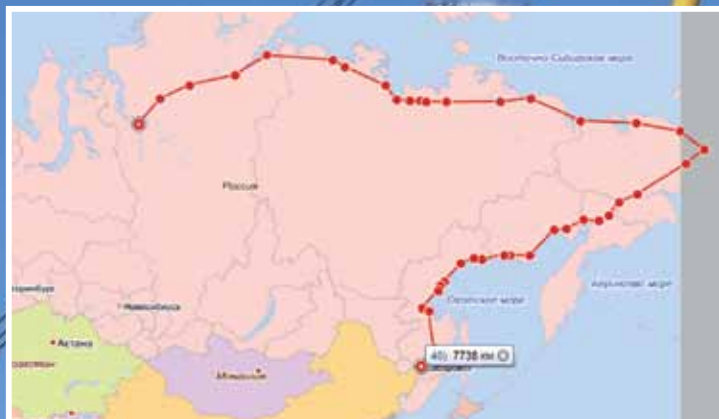 Восточно-Сибирское море
Россия
Новосибирск
Охотское море
Берингово море
Астана
Монголия
40) 7738 км